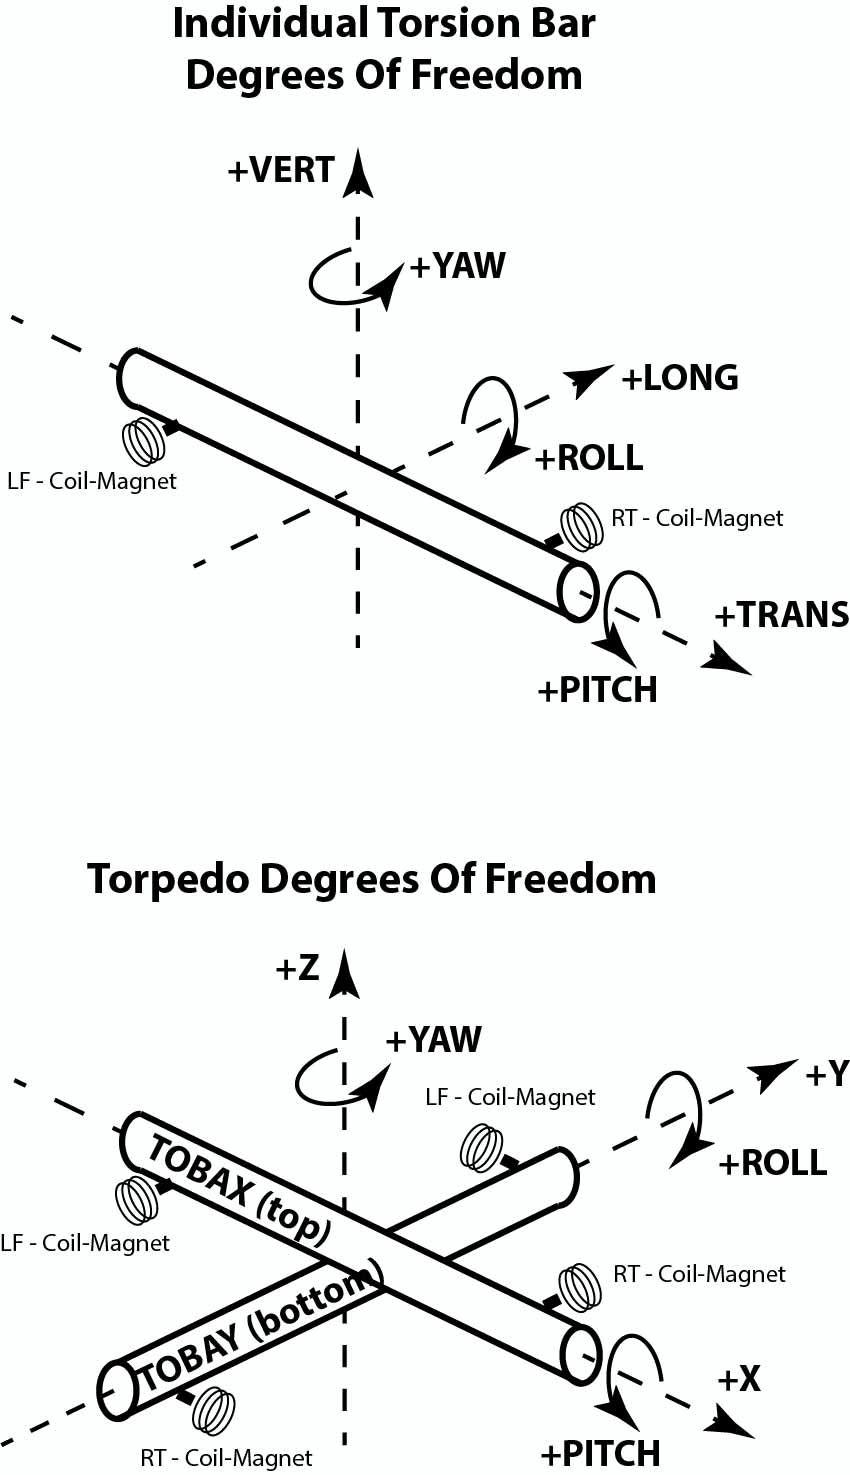 Individual Torsion Bar
Degrees Of Freedom
+VERT
+YAW
+LONG
+ROLL
LF - Coil-Magnet
RT - Coil-Magnet
+TRANS
+PITCH
Torpedo Degrees Of Freedom
+Z
+YAW
+Y
LF - Coil-Magnet
+ROLL
TOBAX (top)
LF - Coil-Magnet
RT - Coil-Magnet
TOBAY (bottom)
+X
+PITCH
RT - Coil-Magnet